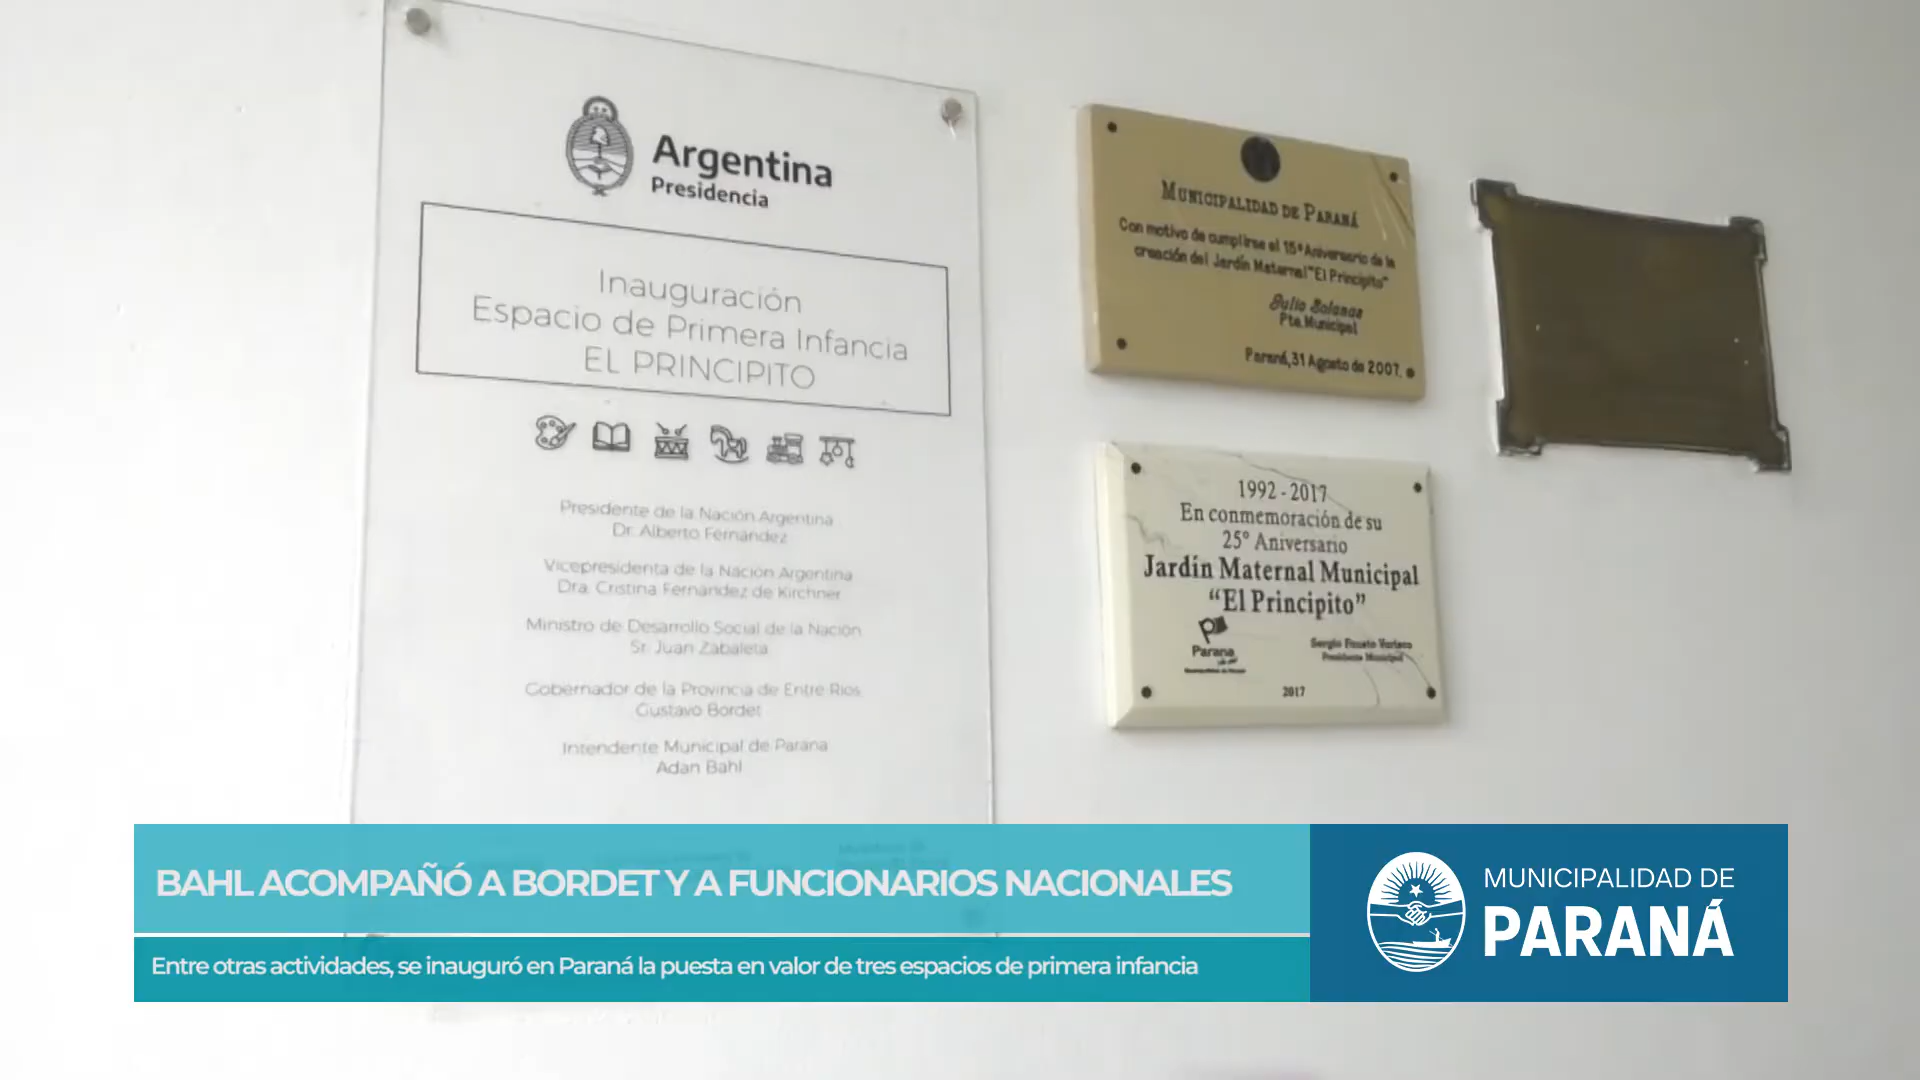 Argentina
Presidencia
Inauguración
Espacio de Primera Infancia
EL PRINCIPITO
Presidente de la Nación Argentina
Dr. Alberto Fernández
Vicepresidenta de la Nación Argentina
Dra. Cristina Fernández de Kirchner
Ministro de Desarrollo Social de la Nación
Sr. Juan Zabaleta
Gobernador de la Provincia de Entre Ríos
Gustavo Bordet
Intendente Municipal de Paraná
Adan Bahl
MUNICIPALIDAD DE PARANÁ
Con motivo de cumplirse el 15º Aniversario de la
creación del Jardín Maternal "El Principito"
Julio Solanas
Pte. Municipal
Paraná, 31 Agosto de 2007.
1992 - 2017
En conmemoración de su
25° Aniversario
Jardín Maternal Municipal
“El Principito”
Paraná
Sergio Fausto Varisco
Presidente Municipal
2017
BAHL ACOMPAÑÓ A BORDET Y A FUNCIONARIOS NACIONALES
Entre otras actividades, se inauguró en Paraná la puesta en valor de tres espacios de primera infancia
MUNICIPALIDAD DE
PARANÁ